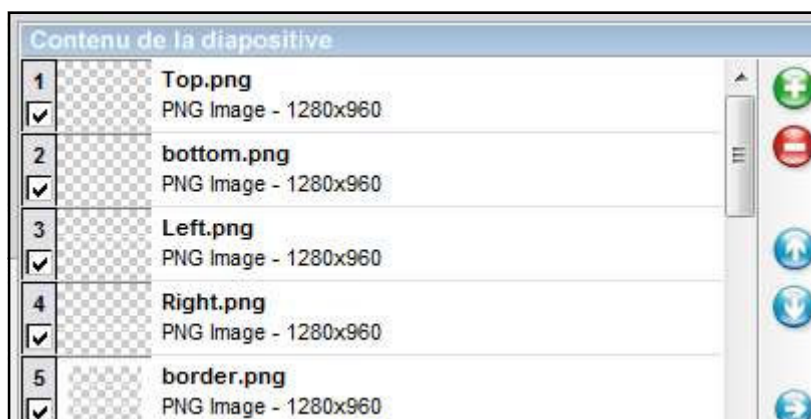 Contenu de la diapositive
1
Top.png
PNG Image - 1280x960
2
bottom.png
PNG Image - 1280x960
3
Left.png
PNG Image - 1280x960
4
Right.png
PNG Image - 1280x960
5
border.png
PNG Image - 1280x960